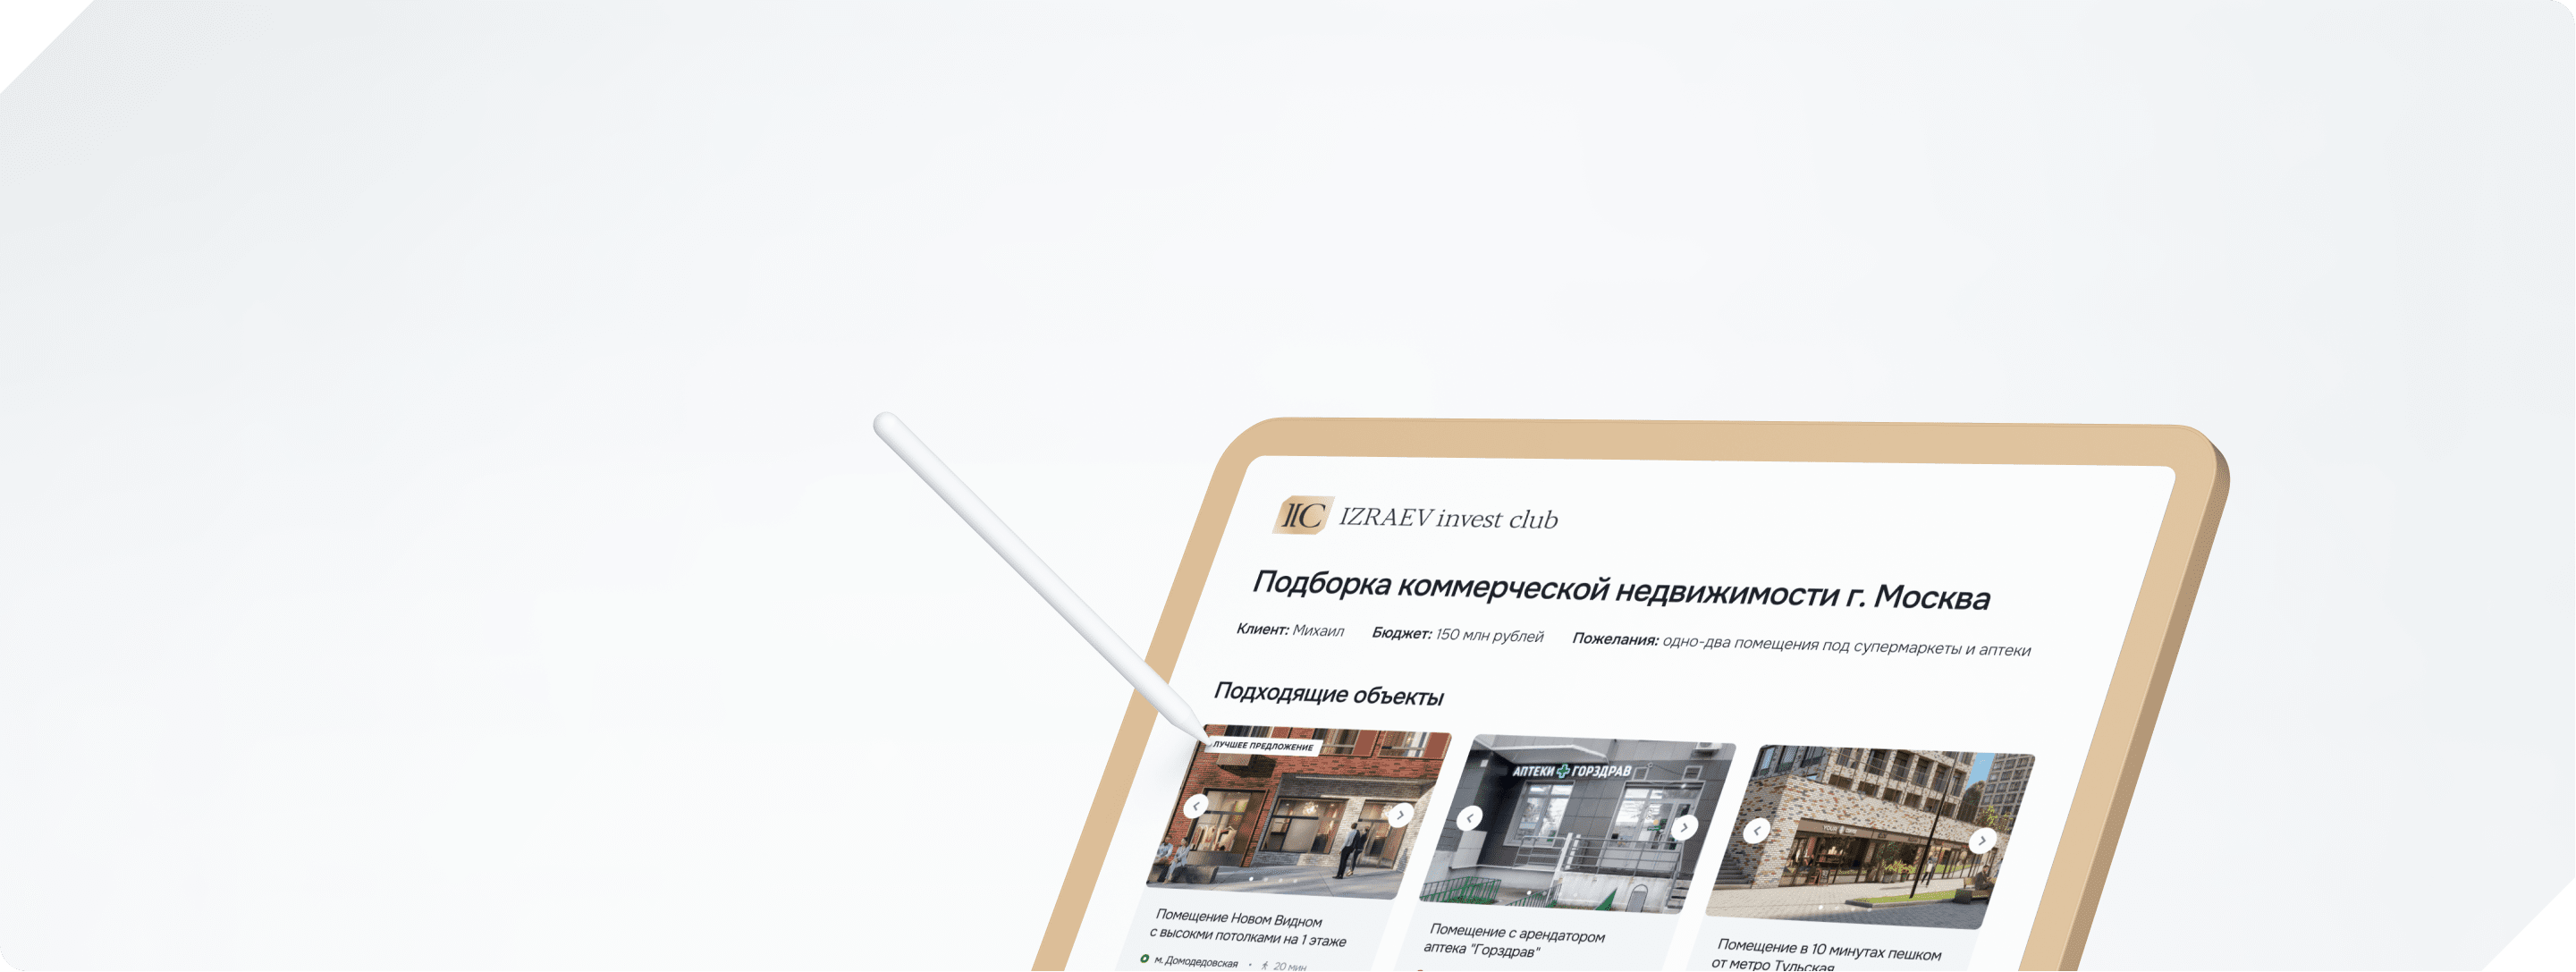 IC IZRAEV invest club
Подборка коммерческой недвижимости г. Москва
Клиент: Михаил Бюджет: 150 млн рублей Пожелания: одно-два помещения под супермаркеты и аптеки
Подходящие объекты
ЛУЧШЕЕ ПРЕДЛОЖЕНИЕ
АПТЕКИ ГОРЗДРАВ
YOUR
Помещение Новом Видном
с высокми потолками на 1 этаже
м. Домодедовская • 20 мин
Помещение с арендатором
аптека "Горздрав"
Помещение в 10 минутах пешком
от метро Тульская